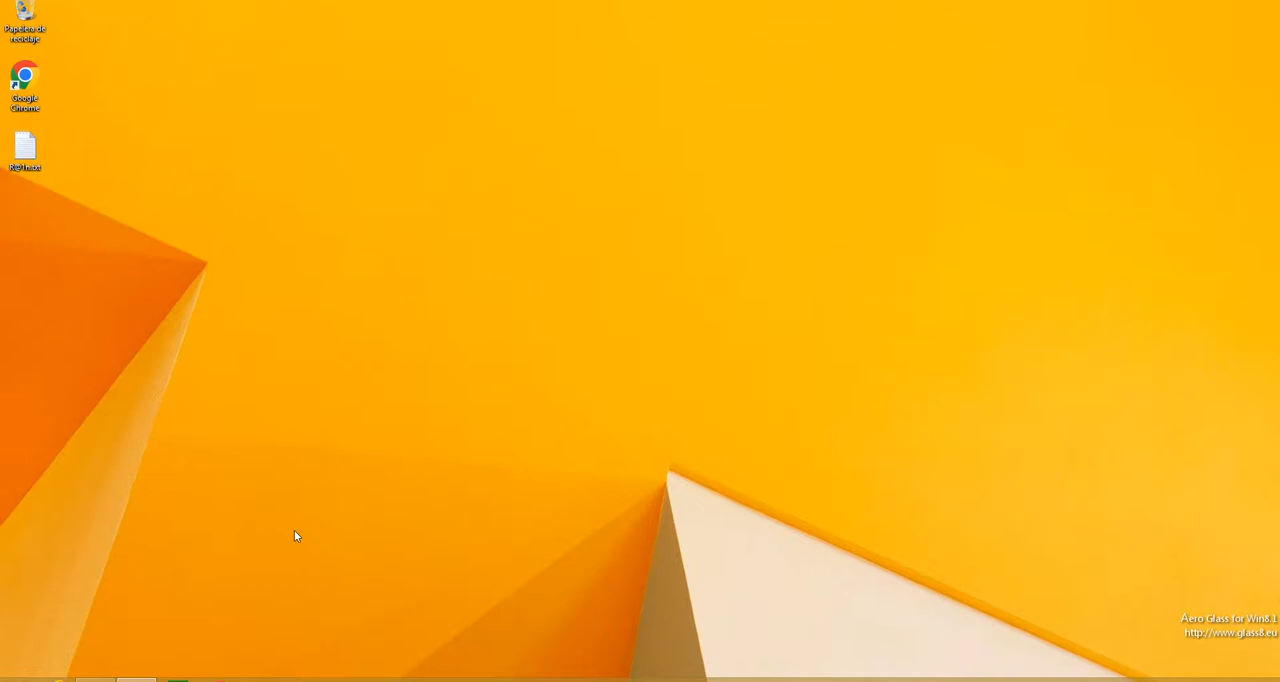 Papelera de
reciclaje
Google
Chrome
Aero Glass for Win8.1
http://www.glass8.eu